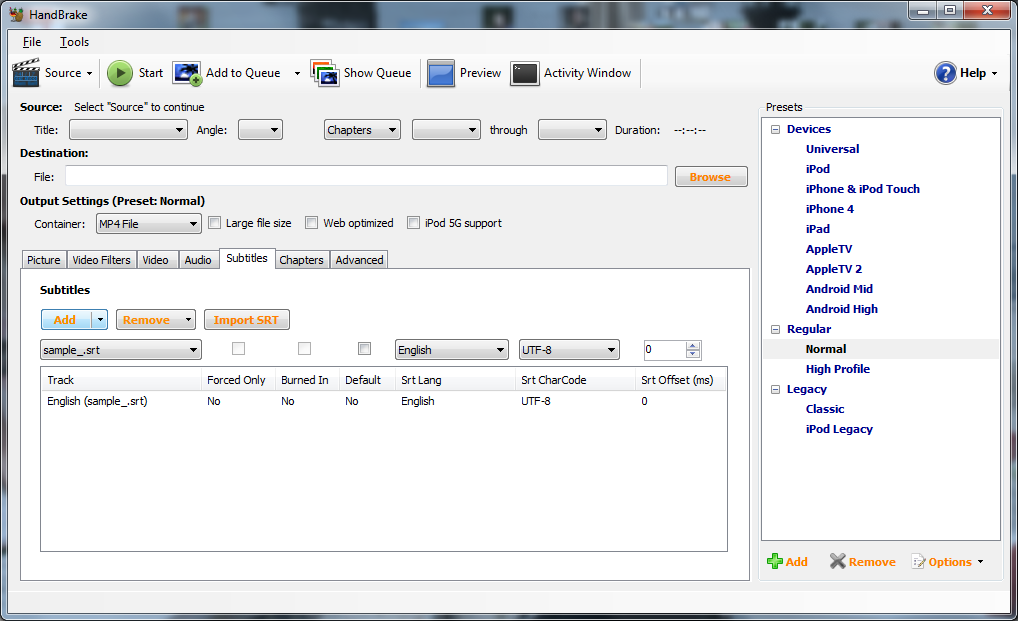 HandBrake
File Tools
Source Start Add to Queue Show Queue Preview Activity Window Help
Source: Select "Source" to continue
Title: Angle: Chapters through Duration: --:--:--
Destination:
File: Browse
Output Settings (Preset: Normal)
Container: MP4 File Large file size Web optimized iPod 5G support
Picture Video Filters Video Audio Subtitles Chapters Advanced
Subtitles
Add Remove Import SRT
sample_.srt English UTF-8 0
Track Forced Only Burned In Default Srt Lang Srt CharCode Srt Offset (ms)
English (sample_.srt) No No No English UTF-8 0
Presets
Devices
Universal
iPod
iPhone & iPod Touch
iPhone 4
iPad
AppleTV
AppleTV 2
Android Mid
Android High
Regular
Normal
High Profile
Legacy
Classic
iPod Legacy
Add Remove Options